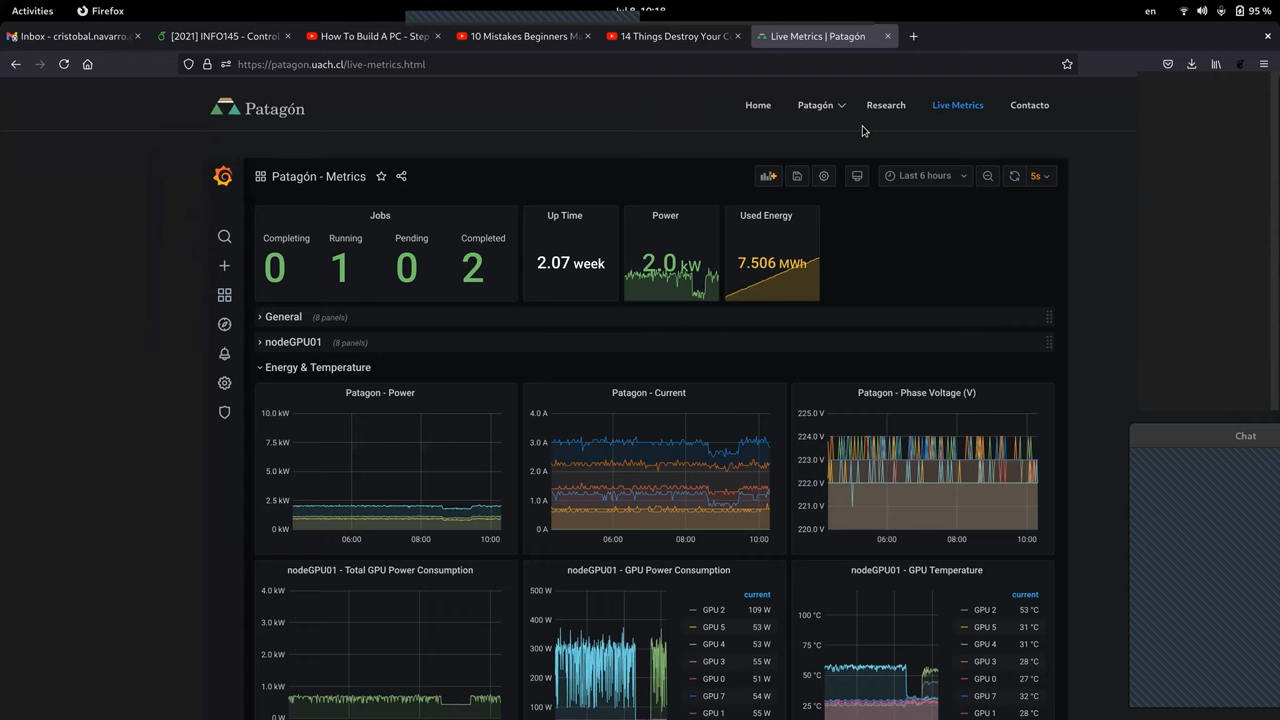 Activities Firefox Jul 8, 10:18 en 95 %
Inbox - cristobal.navarro.c × [2021] INFO145 - Control × How To Build A PC - Step × 10 Mistakes Beginners Ma × 14 Things Destroy Your C × Live Metrics | Patagón × +
https://patagon.uach.cl/live-metrics.html
Patagón Home Patagón Research Live Metrics Contacto
Patagón - Metrics Last 6 hours 5s
Jobs Up Time Power Used Energy
Completing Running Pending Completed
0 1 0 2 2.07 week 2.0 kW 7.506 MWh
General (8 panels)
nodeGPU01 (8 panels)
Energy & Temperature
Patagon - Power
10.0 kW
7.5 kW
5.0 kW
2.5 kW
0 kW
06:00 08:00 10:00
Patagon - Current
4.0 A
3.0 A
2.0 A
1.0 A
0 A
06:00 08:00 10:00
Patagon - Phase Voltage (V)
225.0 V
224.0 V
223.0 V
222.0 V
221.0 V
220.0 V
06:00 08:00 10:00
Chat
nodeGPU01 - Total GPU Power Consumption
4.0 kW
3.0 kW
2.0 kW
1.0 kW
0 W
nodeGPU01 - GPU Power Consumption
500 W
400 W
300 W
200 W
100 W
current
GPU 2 109 W
GPU 5 53 W
GPU 4 53 W
GPU 3 55 W
GPU 0 51 W
GPU 7 54 W
GPU 1 55 W
nodeGPU01 - GPU Temperature
100 °C
75 °C
50 °C
25 °C
current
GPU 2 53 °C
GPU 5 31 °C
GPU 4 31 °C
GPU 3 28 °C
GPU 0 27 °C
GPU 7 32 °C
GPU 1 28 °C